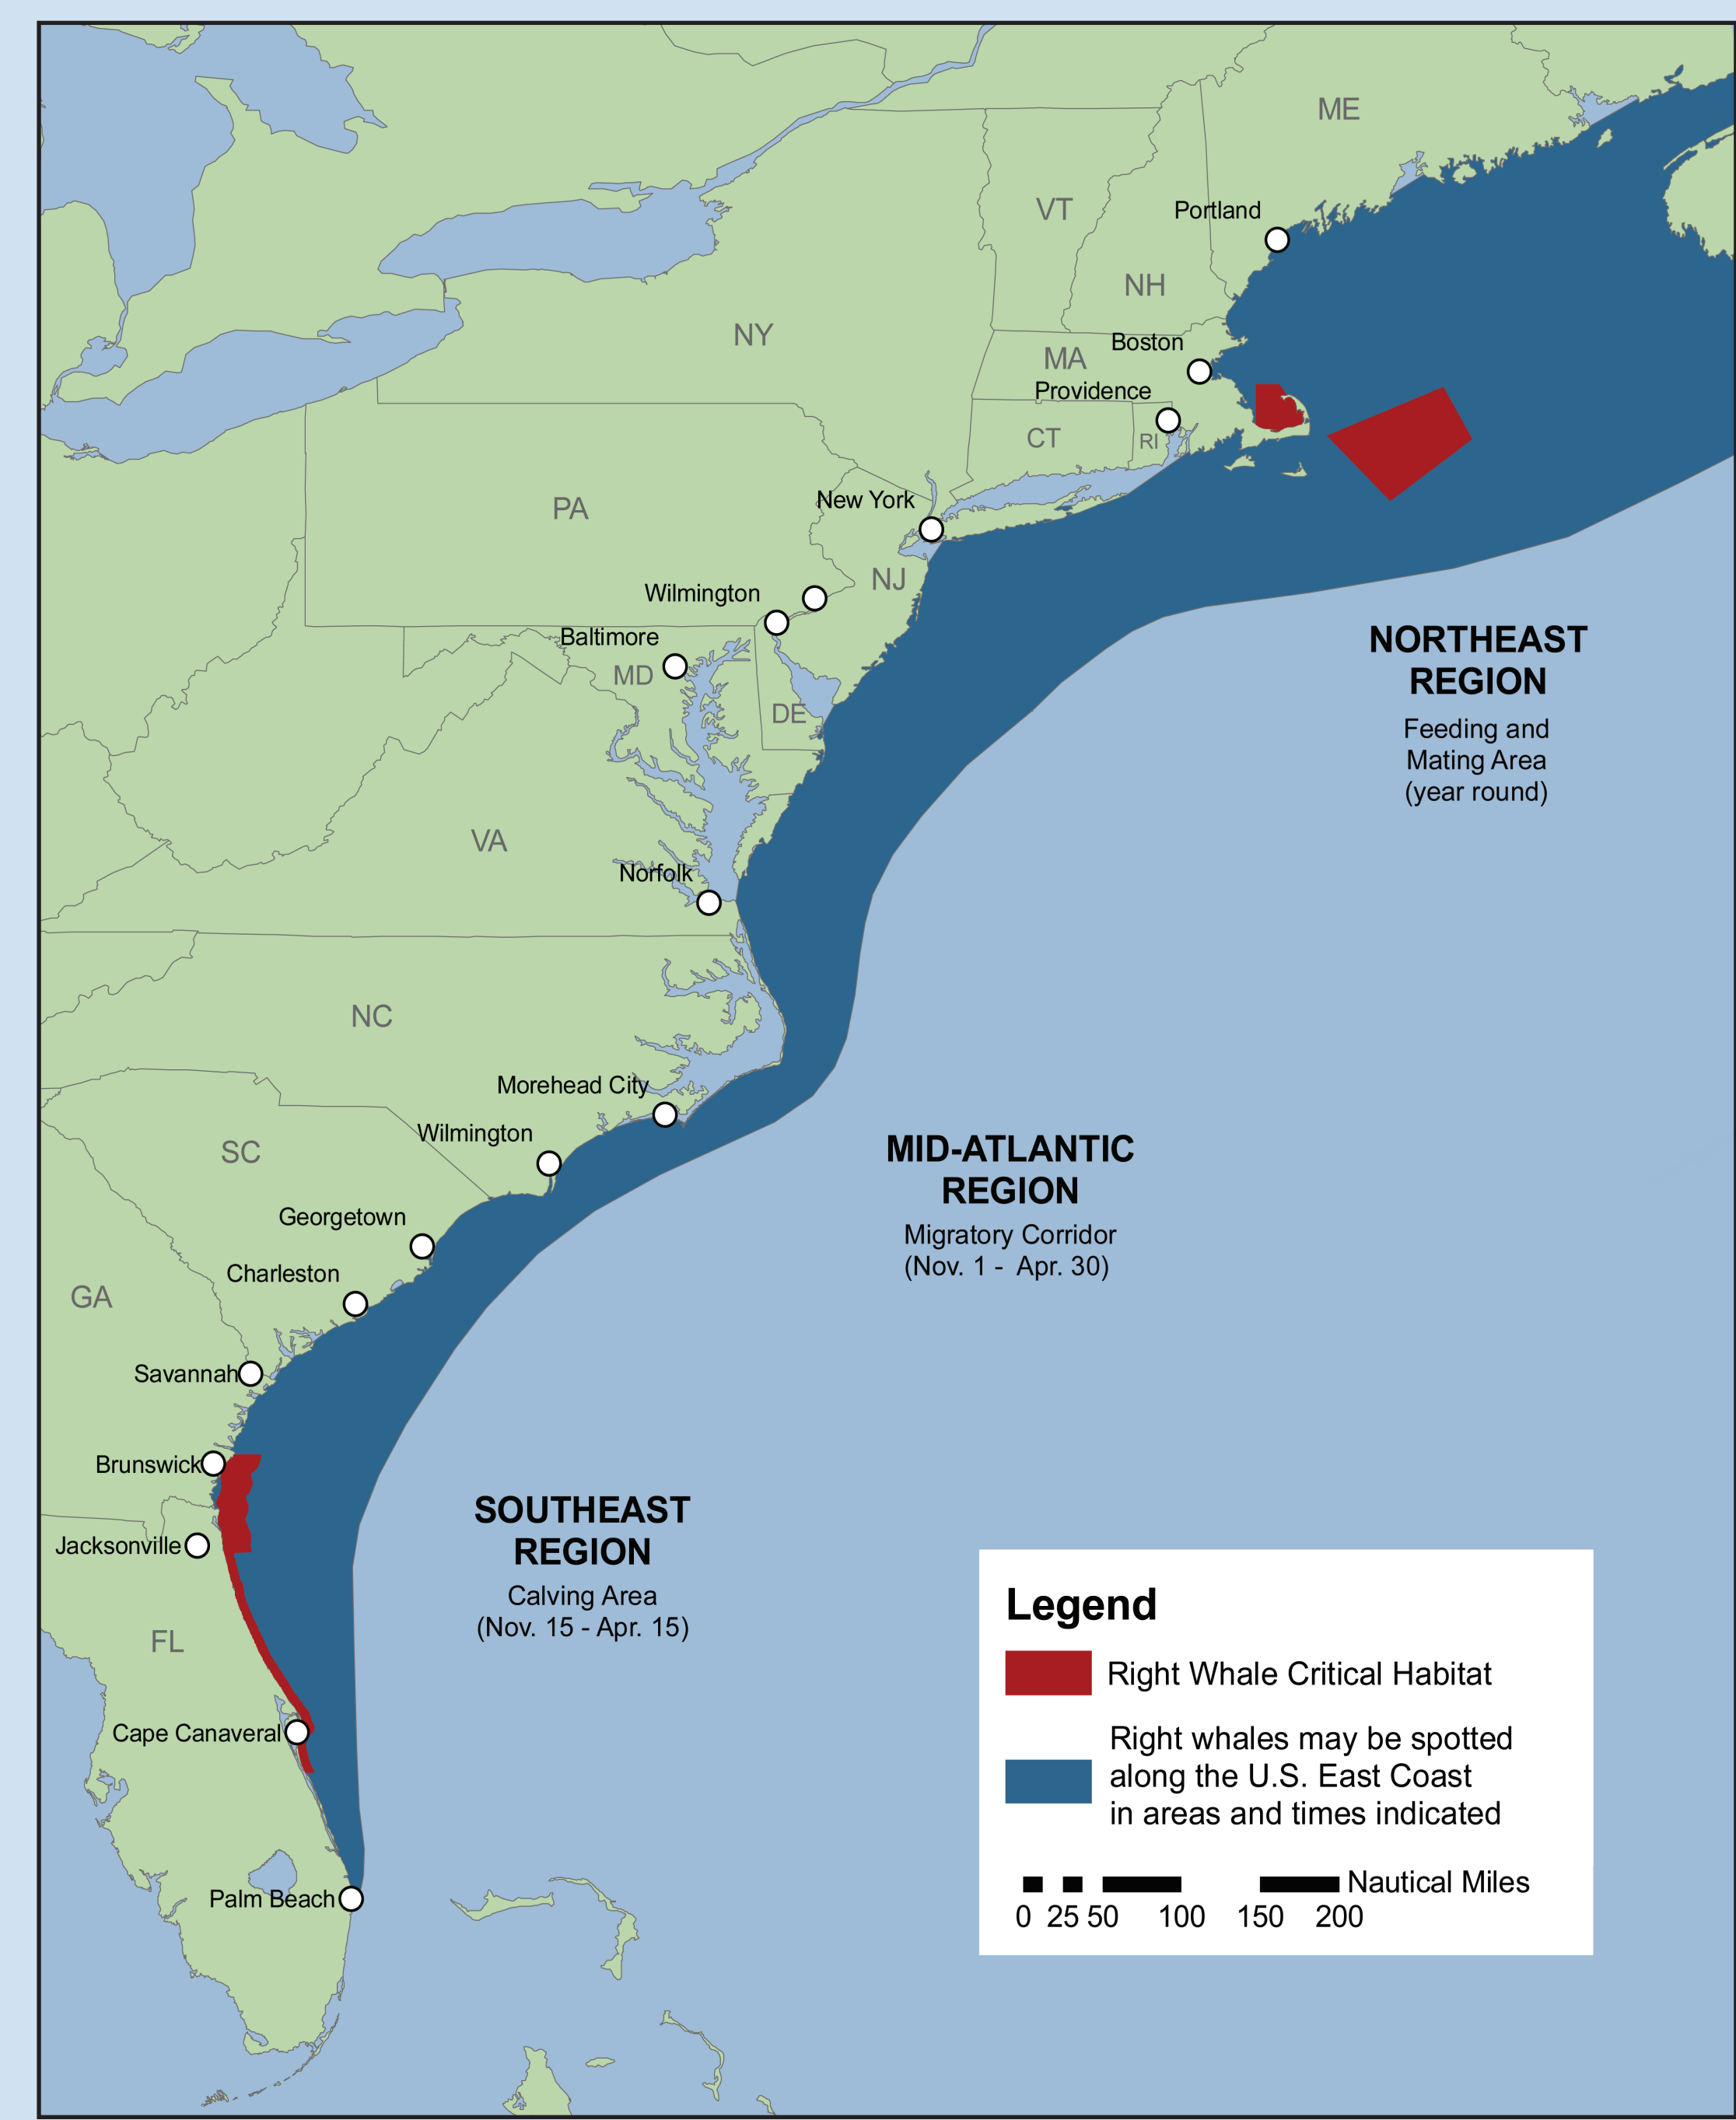 ME
VT
Portland
NH
NY
Boston
MA
Providence
CT
RI
New York
PA
NJ
Wilmington
Baltimore
MD
DE
NORTHEAST
REGION
Feeding and
Mating Area
(year round)
VA
Norfolk
NC
Morehead City
Wilmington
SC
MID-ATLANTIC
REGION
Migratory Corridor
(Nov. 1 - Apr. 30)
Georgetown
Charleston
GA
Savannah
Brunswick
Jacksonville
SOUTHEAST
REGION
Calving Area
(Nov. 15 - Apr. 15)
FL
Cape Canaveral
Palm Beach
Legend
Right Whale Critical Habitat
Right whales may be spotted
along the U.S. East Coast
in areas and times indicated
Nautical Miles
0 25 50 100 150 200